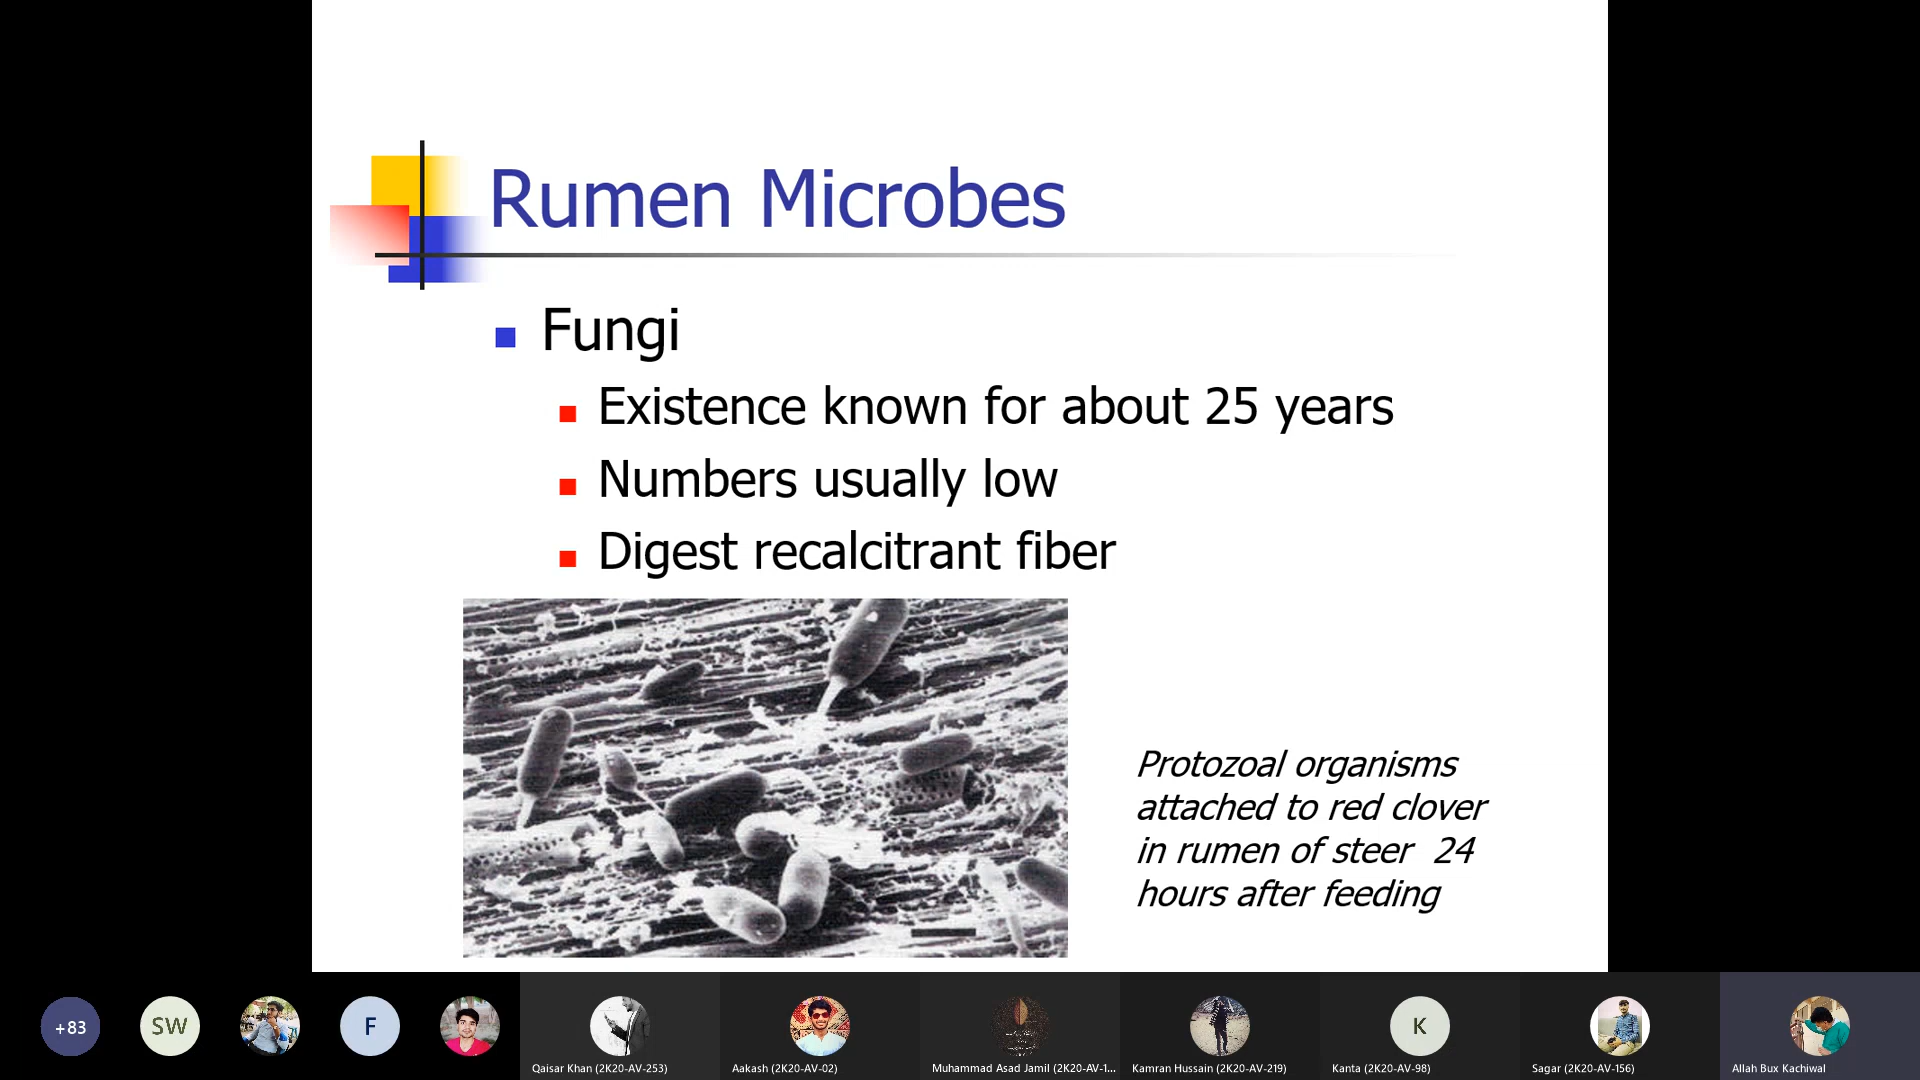 Rumen Microbes
Fungi
Existence known for about 25 years
Numbers usually low
Digest recalcitrant fiber
Protozoal organisms
attached to red clover
in rumen of steer 24
hours after feeding
+83
SW
F
K
Qaisar Khan (2K20-AV-253)
Aakash (2K20-AV-02)
Muhammad Asad Jamil (2K20-AV-1...
Kamran Hussain (2K20-AV-219)
Kanta (2K20-AV-98)
Sagar (2K20-AV-156)
Allah Bux Kachiwal